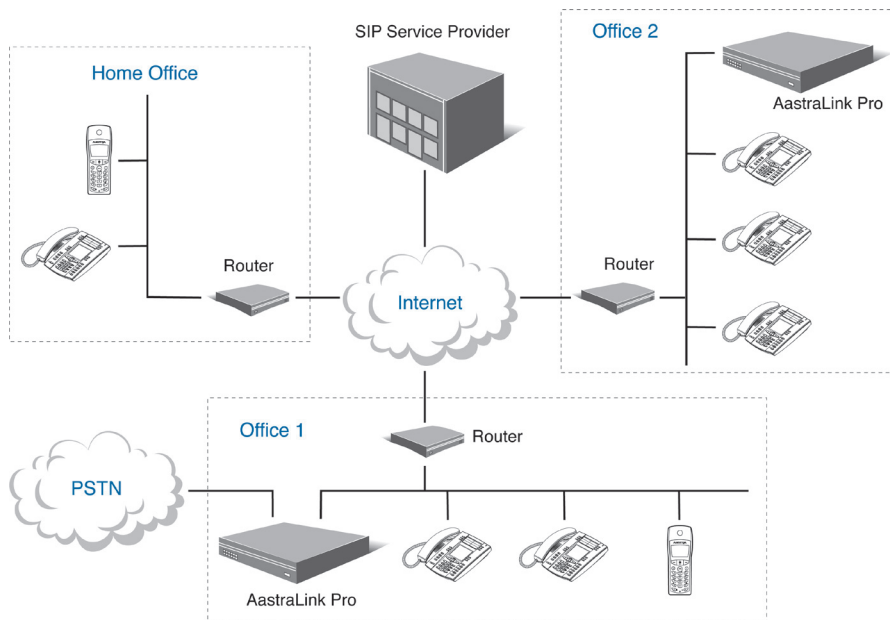 SIP Service Provider
Office 2
Home Office
AastraLink Pro
Router
Router
Internet
Office 1
Router
PSTN
AastraLink Pro